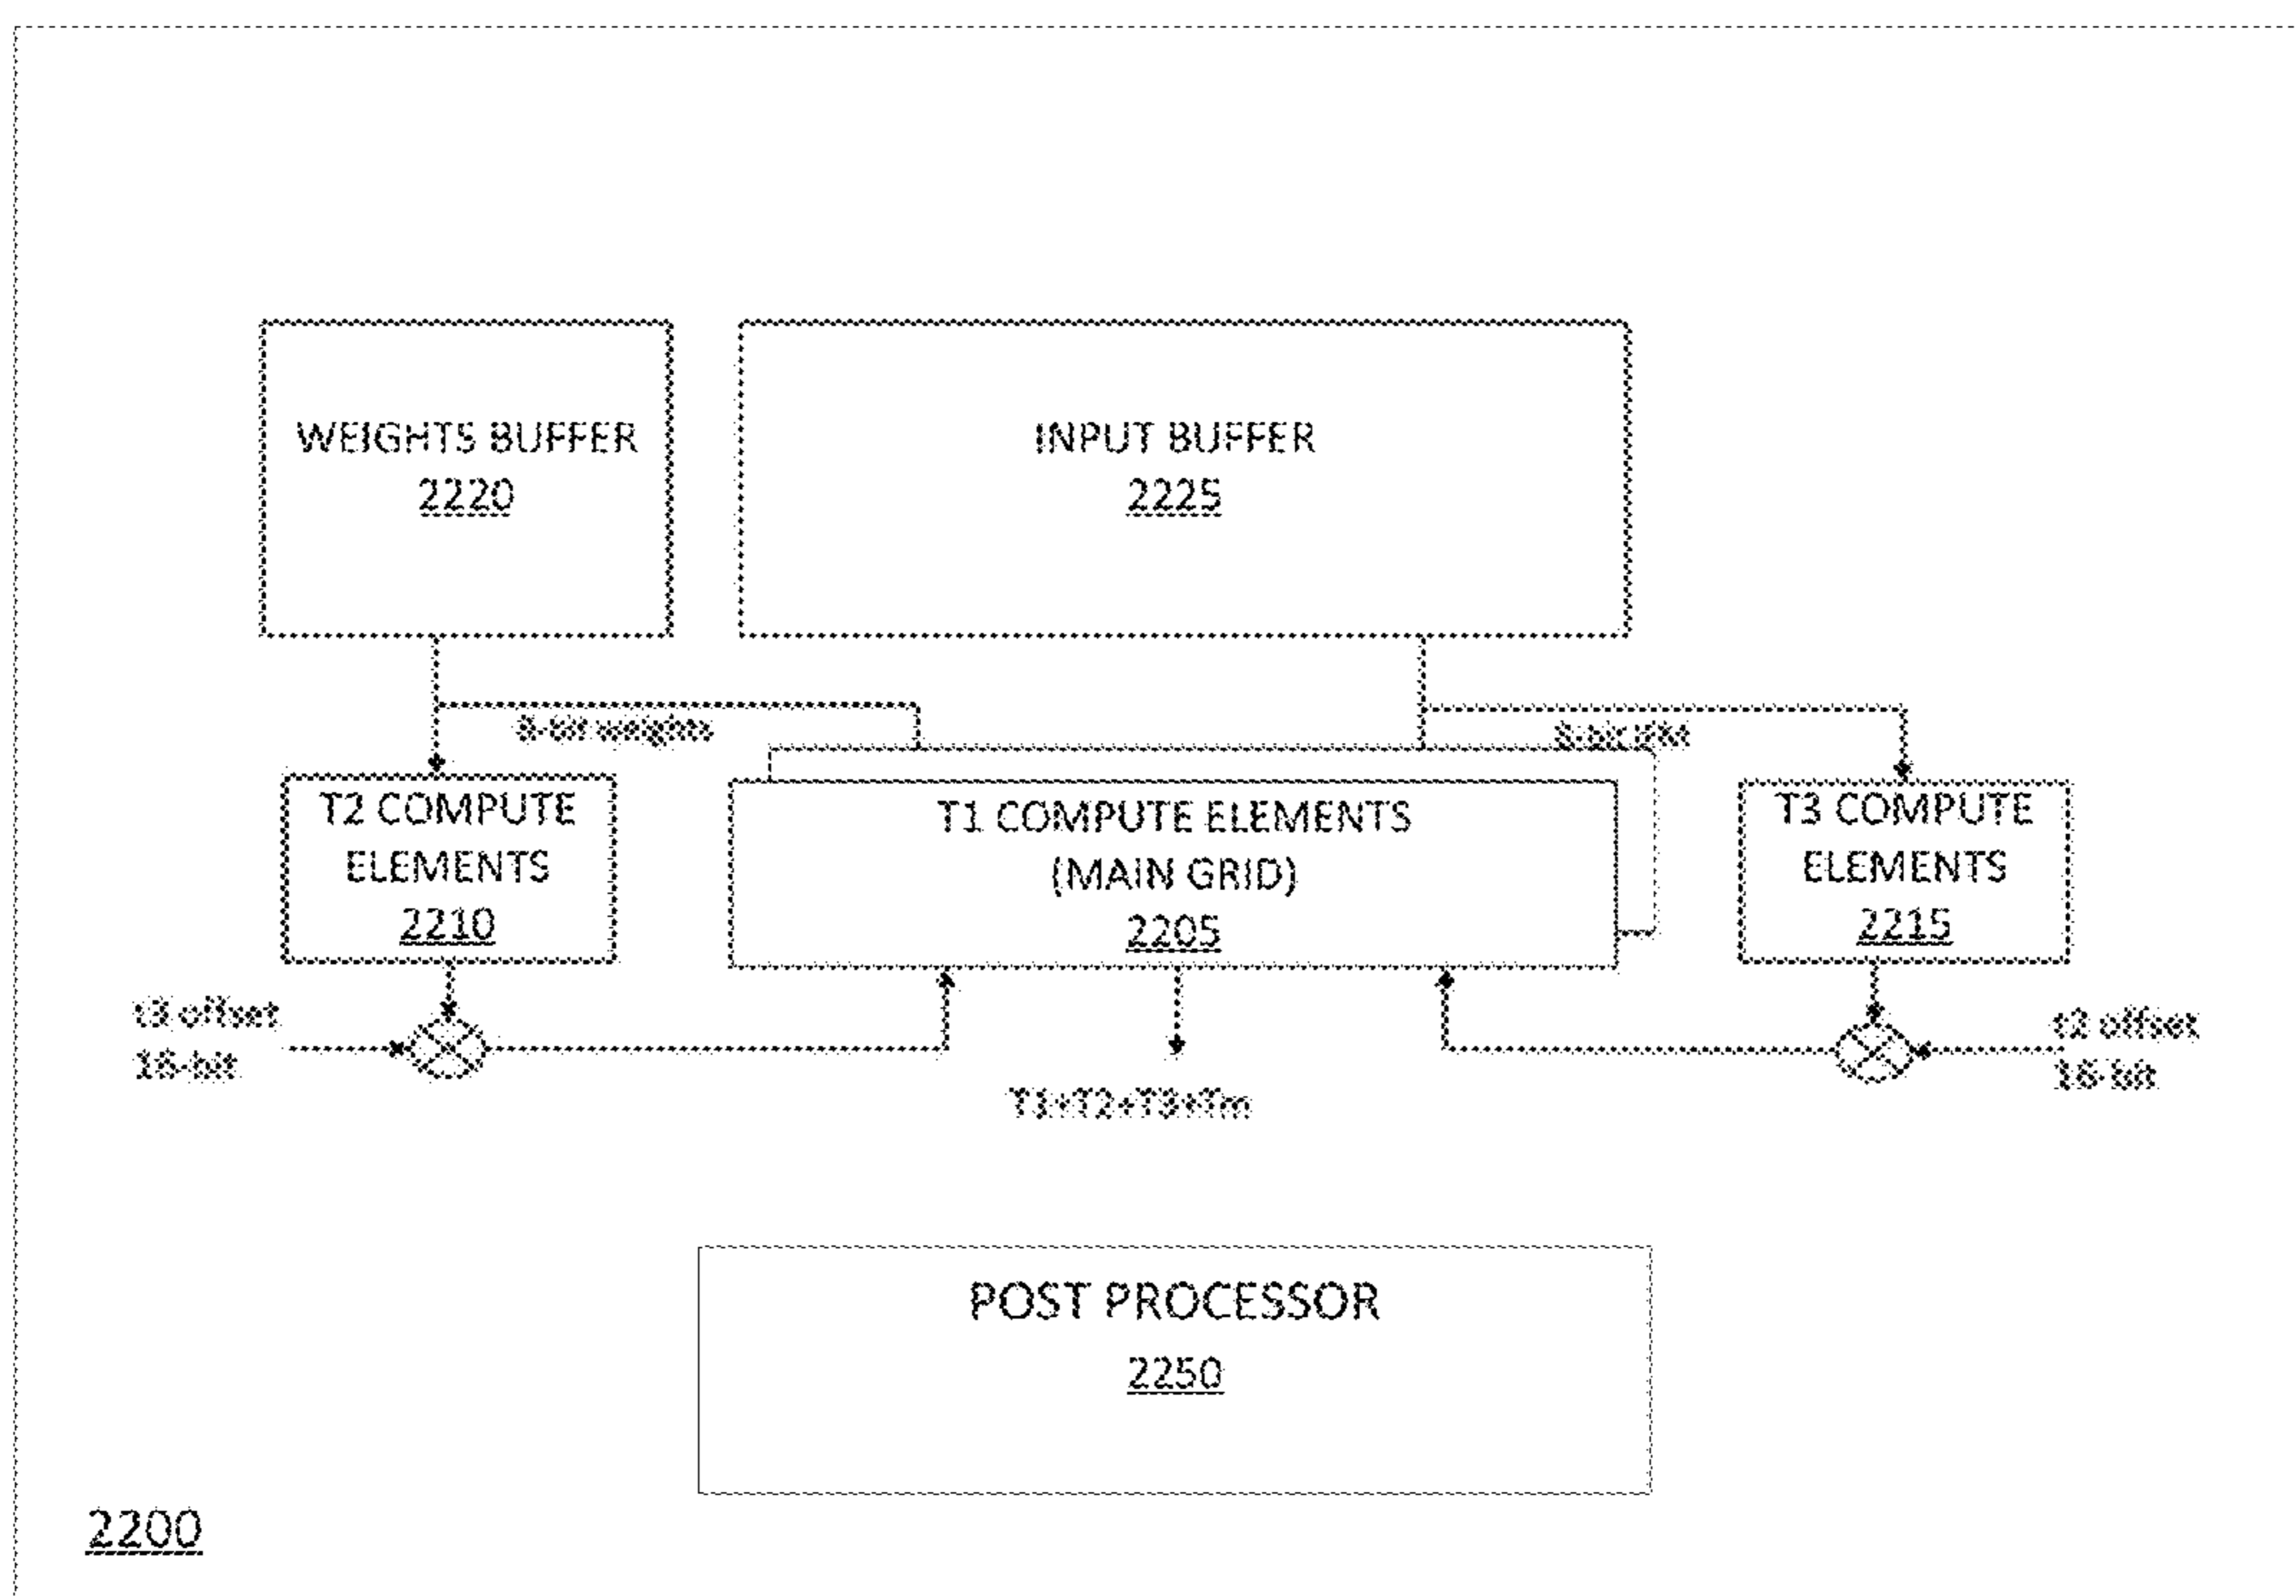 WEIGHTS BUFFER
2220
INPUT BUFFER
2225
8-bit weights
8-bit
T2 COMPUTE
ELEMENTS
2210
T1 COMPUTE ELEMENTS
(MAIN GRID)
2205
T3 COMPUTE
ELEMENTS
2215
t3 offset
16-bit
t2 offset
16-bit
T1+T2+T3+Tm
POST PROCESSOR
2250
2200